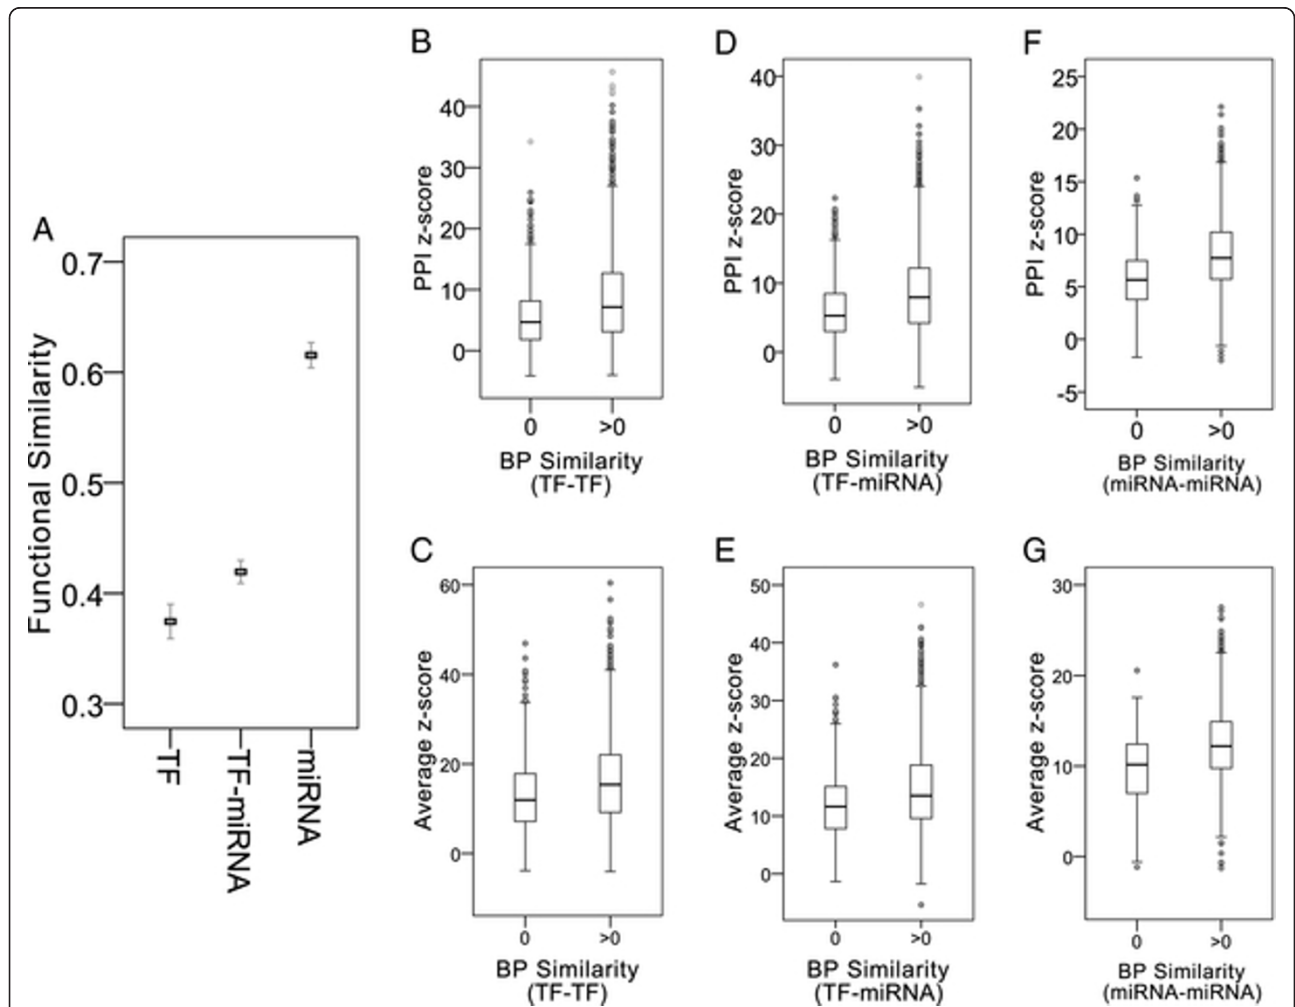 A
Functional Similarity
0.7
0.6
0.5
0.4
0.3
TF
TF-miRNA
miRNA
B
PPI z-score
40
30
20
10
0
0 >0
BP Similarity
(TF-TF)
C
Average z-score
60
40
20
0
0 >0
BP Similarity
(TF-TF)
D
PPI z-score
40
30
20
10
0
0 >0
BP Similarity
(TF-miRNA)
E
Average z-score
50
40
30
20
10
0
0 >0
BP Similarity
(TF-miRNA)
F
PPI z-score
25
20
15
10
5
0
-5
0 >0
BP Similarity
(miRNA-miRNA)
G
Average z-score
30
20
10
0
0 >0
BP Similarity
(miRNA-miRNA)